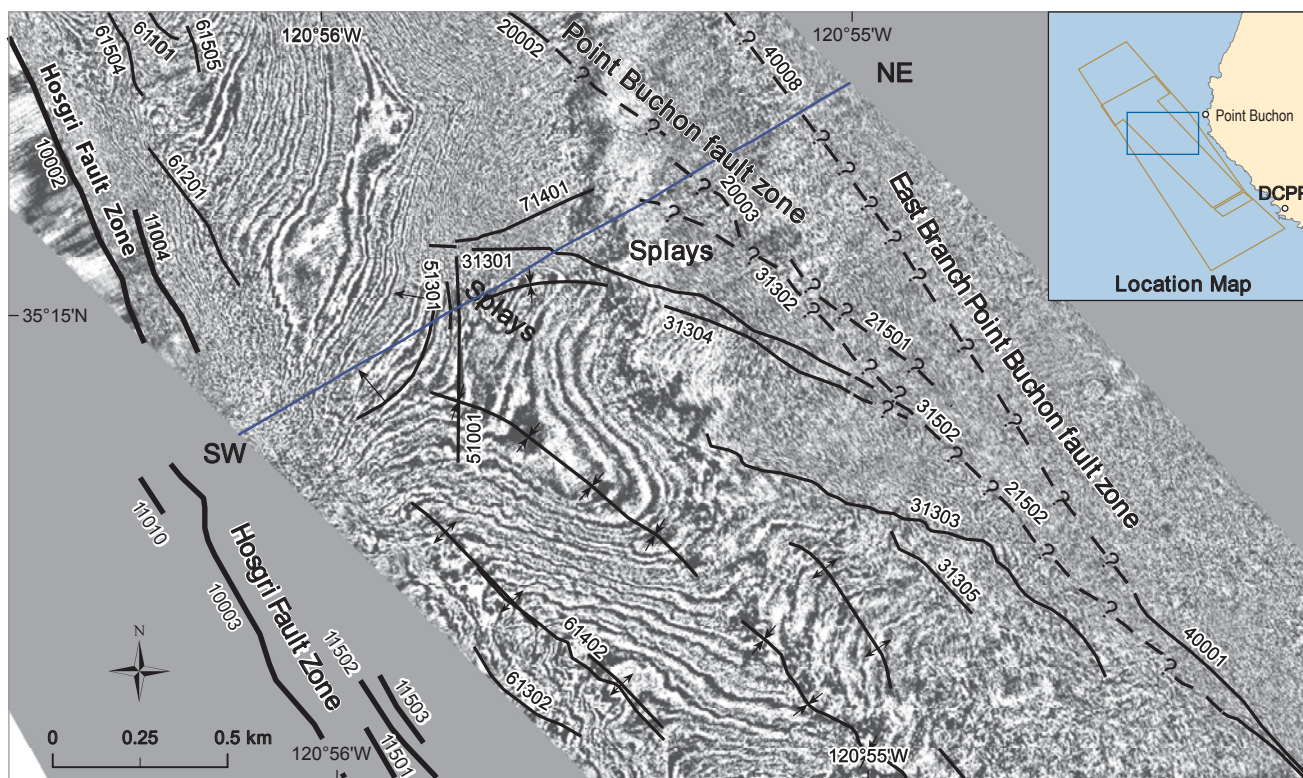 61504
61101
61505
120°56'W
20002
Point Buchon fault zone
40008
120°55'W
NE
Hosgri Fault Zone
10002
61201
11004
71401
20003
East Branch Point Buchon fault zone
31301
51301
Splays
Splays
31302
21501
35°15'N
31304
31502
SW
51001
21502
31303
11010
Hosgri Fault Zone
10003
31305
61402
61302
40001
11502
11503
11501
N
0 0.25 0.5 km
120°56'W
120°55'W
Point Buchon
DCPP
Location Map